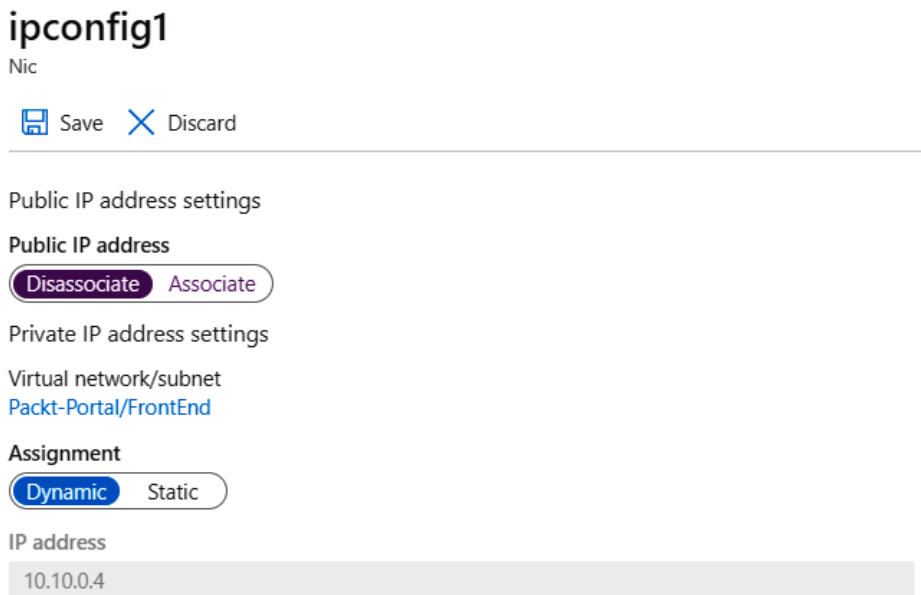 ipconfig1
Nic
Save Discard
Public IP address settings
Public IP address
Disassociate Associate
Private IP address settings
Virtual network/subnet
Packt-Portal/FrontEnd
Assignment
Dynamic Static
IP address
10.10.0.4